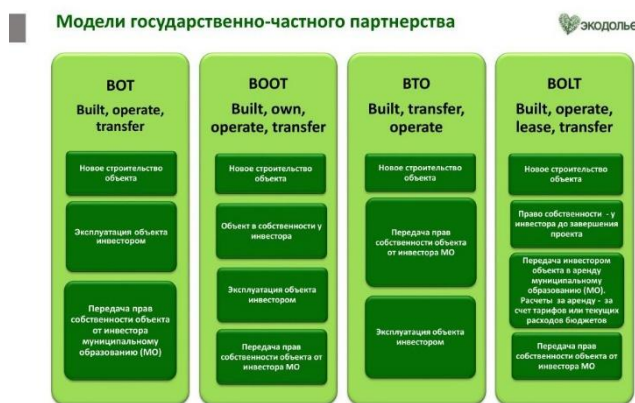 Модели государственно-частного партнерства
ЭКОДОЛЬЕ
BOT
Built, operate,
transfer
Новое строительство
объекта
Эксплуатация объекта
инвестором
Передача прав
собственности объекта
от инвестора
муниципальному
образованию (МО)
BOOT
Built, own,
operate, transfer
Новое строительство
объекта
Объект в собственности у
инвестора
Эксплуатация объекта
инвестором
Передача прав
собственности объекта от
инвестора МО
BTO
Built, transfer,
operate
Новое строительство
объекта
Передача прав
собственности объекта
от инвестора МО
Эксплуатация объекта
инвестором
BOLT
Built, operate,
lease, transfer
Новое строительство
объекта
Право собственности - у
инвестора до завершения
проекта
Передача инвестором
объекта в аренду
муниципальному
образованию (МО).
Расчеты за аренду - за
счет тарифов или текущих
расходов бюджетов
Передача прав
собственности объекта от
инвестора МО